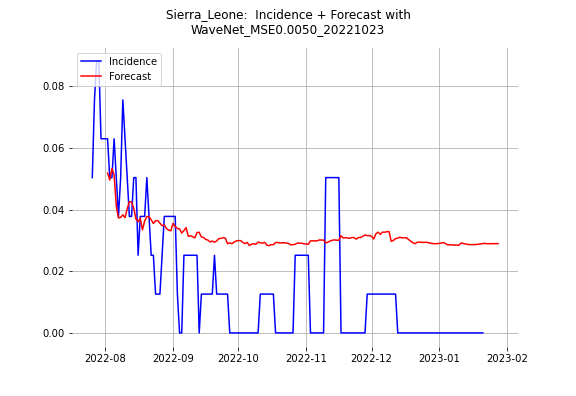 Sierra_Leone:  Incidence + Forecast with
WaveNet_MSE0.0050_20221023
Incidence
Forecast
0.08
0.06
0.04
0.02
0.00
2022-08 2022-09 2022-10 2022-11 2022-12 2023-01 2023-02